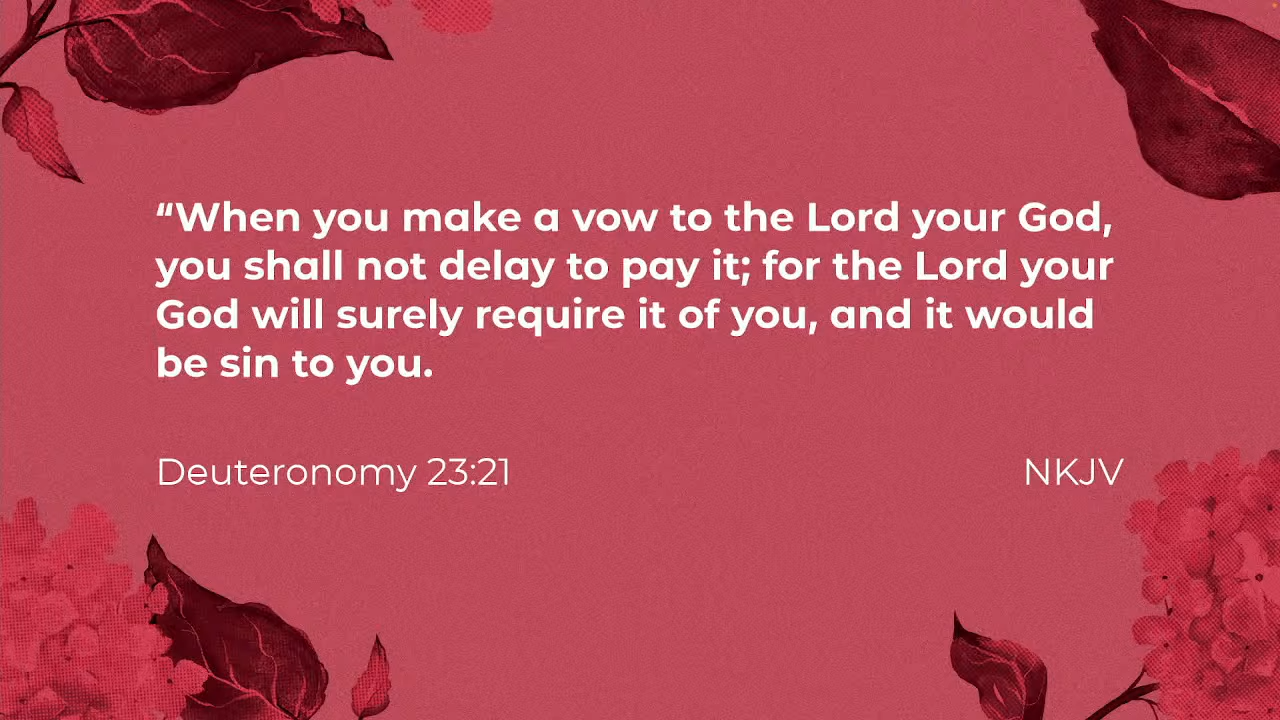 “When you make a vow to the Lord your God,
you shall not delay to pay it; for the Lord your
God will surely require it of you, and it would
be sin to you.
Deuteronomy 23:21
NKJV